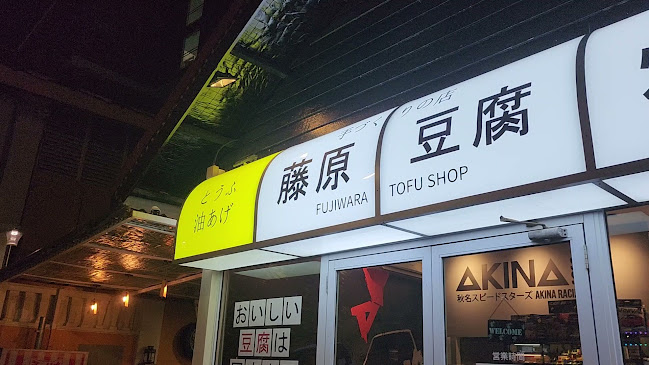 とうふ
油あげ
手づくりの店
藤原 豆腐
FUJIWARA TOFU SHOP
おいしい
豆腐は
AKINA
秋名スピードスターズ AKINA RACI
WELCOME
営業時間